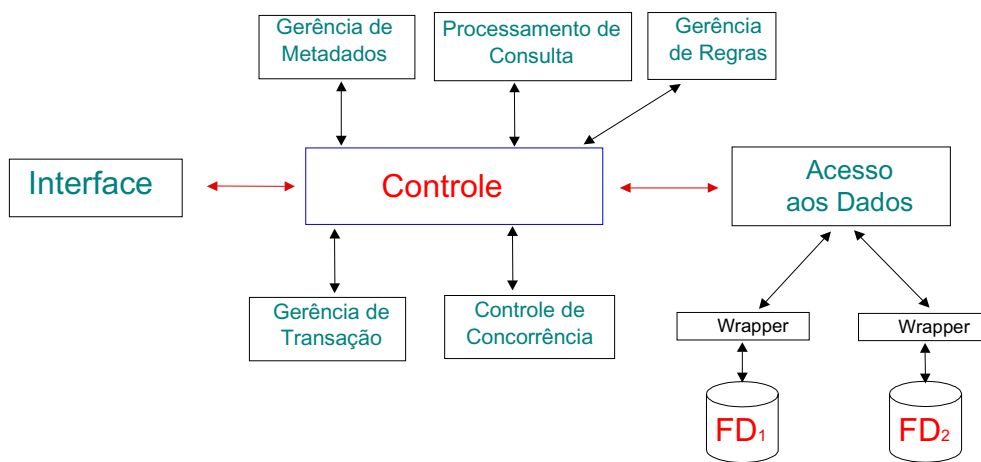 Gerência de
Metadados
Processamento de
Consulta
Gerência
de Regras
Interface
Controle
Acesso
aos Dados
Gerência de
Transação
Controle de
Concorrência
Wrapper
Wrapper
FD1
FD2